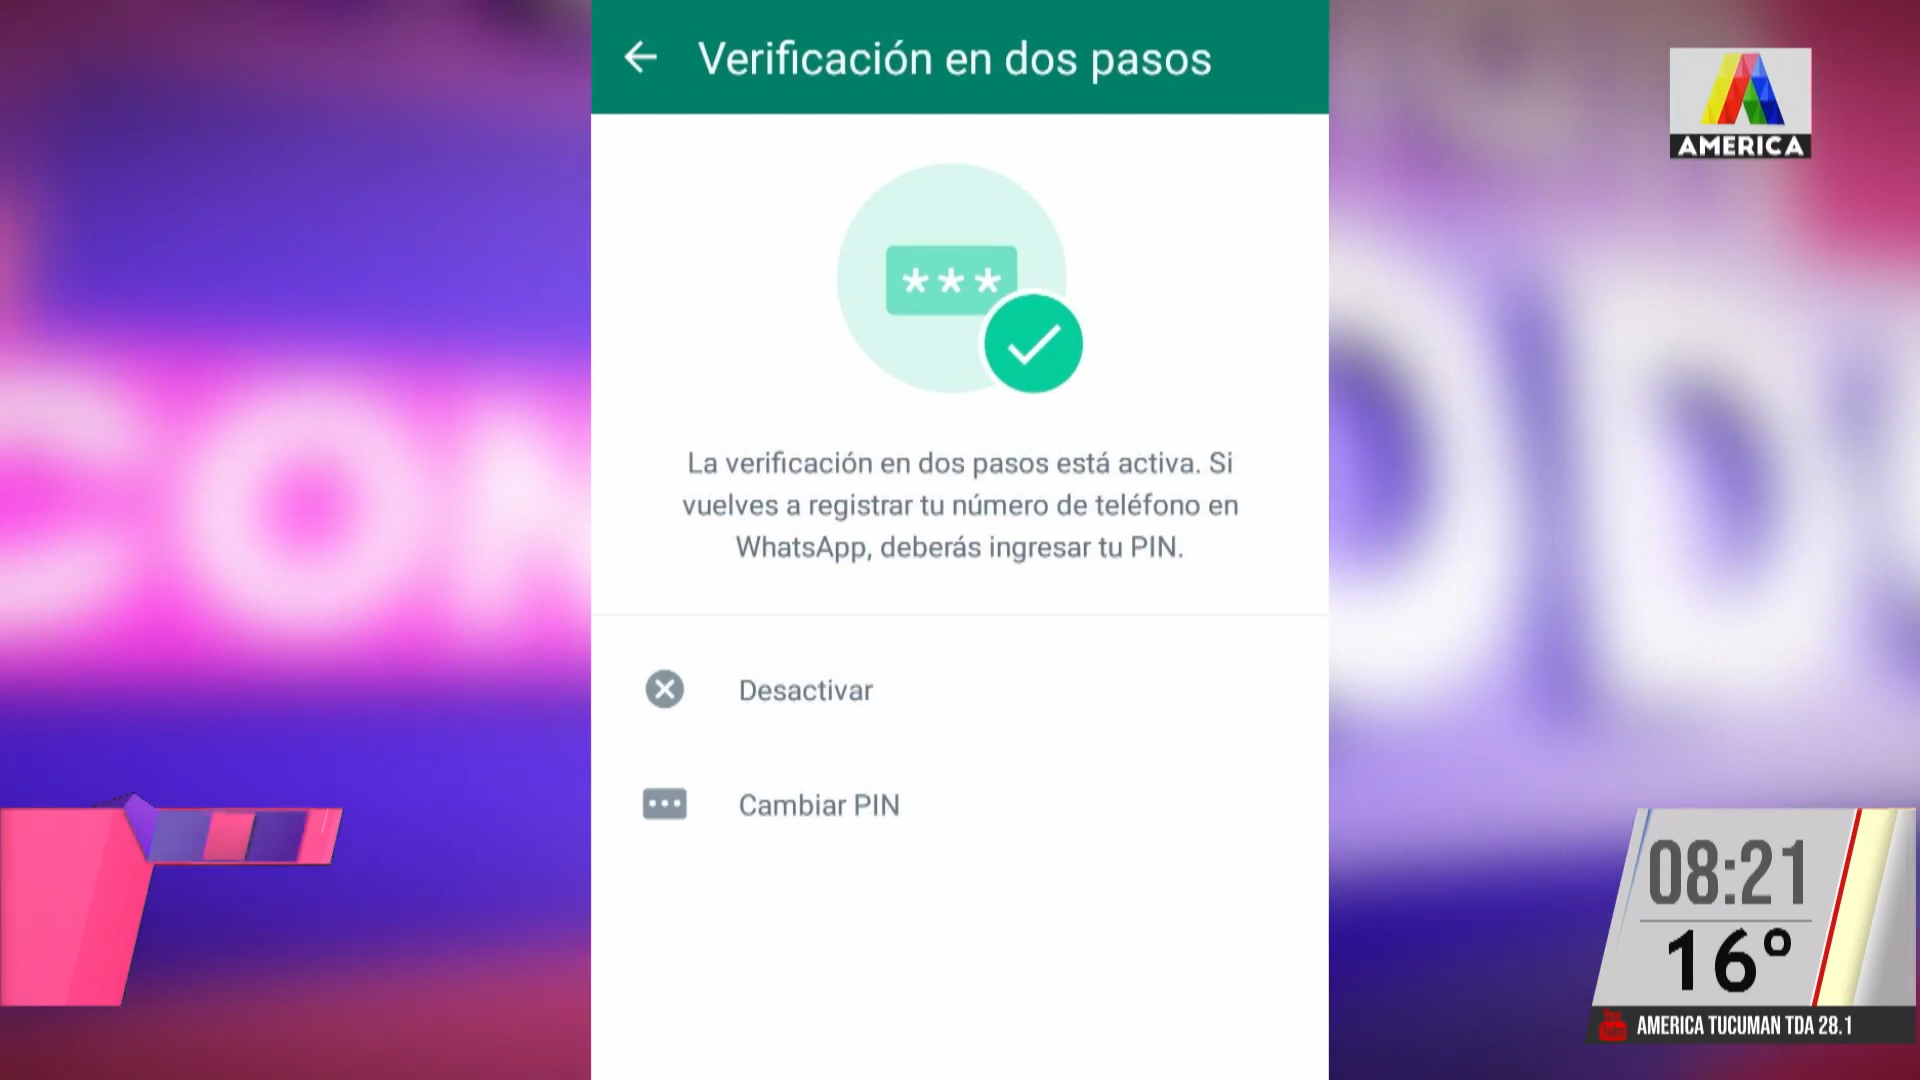 Verificación en dos pasos
AMERICA
***
La verificación en dos pasos está activa. Si
vuelves a registrar tu número de teléfono en
WhatsApp, deberás ingresar tu PIN.
Desactivar
Cambiar PIN
08:21
16°
AMERICA TUCUMAN TDA 28.1